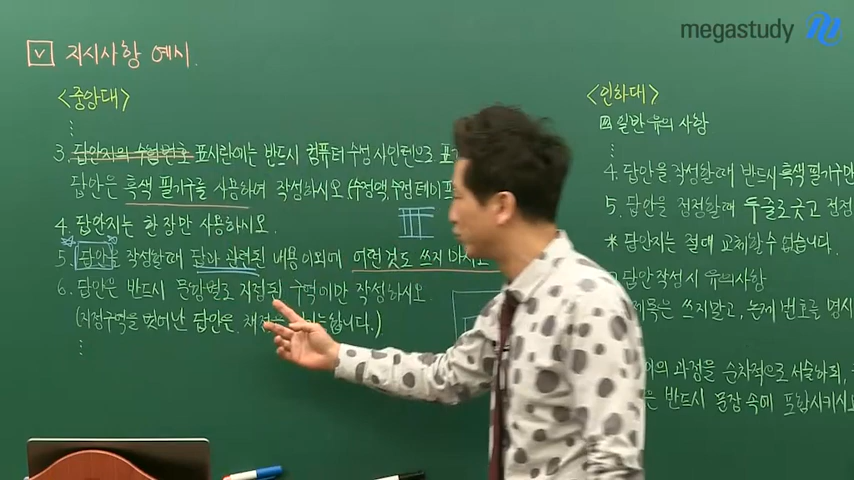 megastudy
V 지시사항 예시.
<중앙대>
⋮
3. 답안지의 수험번호 표시란에는 반드시 컴퓨터 수성 사인펜으로 표
답안은 흑색 필기구를 사용하여 작성하시오 (수정액, 수정 테이프
4. 답안지는 한 장만 사용하시오.
5. 답안을 작성할 때 답과 관련된 내용 이외에 어떤 것도 쓰지 마시오
6. 답안은 반드시 문항별로 지정된 구역에만 작성하시오.
(지정구역을 벗어난 답안은 채점 됩니다.)
⋮
<인하대>
일반 유의 사항
⋮
4. 답안을 작성할 때 반드시 흑색 필기구만
5. 답안을 정정할 때 두 줄로 긋고 정정
* 답안지는 절대 교체할 수 없습니다.
답안 작성시 유의사항
제목은 쓰지말고, 논제 번호를 명시
의 과정을 순차적으로 서술하되,
은 반드시 문장 속에 포함시키시오